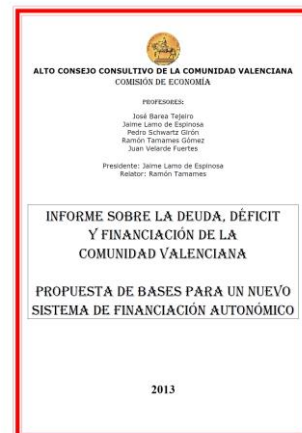 ALTO CONSEJO CONSULTIVO DE LA COMUNIDAD VALENCIANA
COMISIÓN DE ECONOMÍA
PROFESORES:
José Barea Tejeiro
Jaime Lamo de Espinosa
Pedro Schwartz Girón
Ramón Tamames Gómez
Juan Velarde Fuertes
Presidente: Jaime Lamo de Espinosa
Relator: Ramón Tamames
INFORME SOBRE LA DEUDA, DÉFICIT
Y FINANCIACIÓN DE LA
COMUNIDAD VALENCIANA
PROPUESTA DE BASES PARA UN NUEVO
SISTEMA DE FINANCIACIÓN AUTONÓMICO
2013